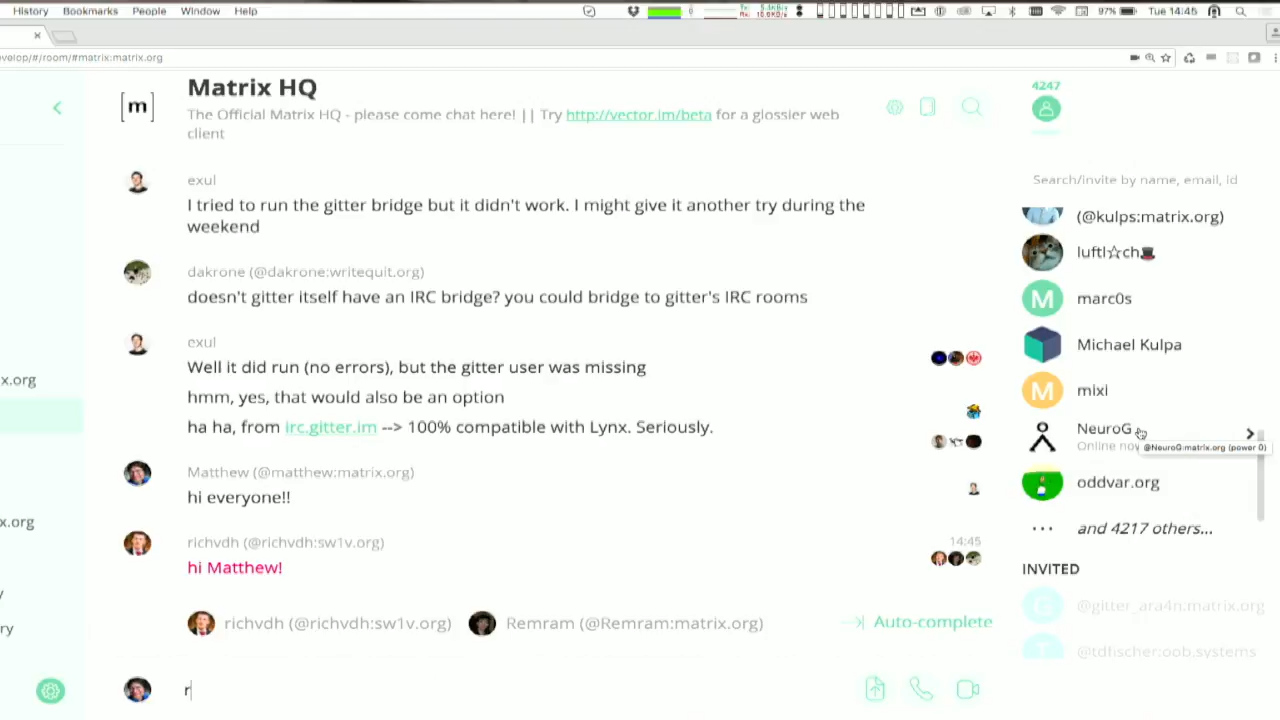 History Bookmarks People Window Help
97% Tue 14:45
evelop/#/room/#matrix:matrix.org
Matrix HQ
The Official Matrix HQ - please come chat here! || Try http://vector.im/beta for a glossier web
client
[m]
4247
Search/invite by name, email, id
exul
I tried to run the gitter bridge but it didn't work. I might give it another try during the
weekend
dakrone (@dakrone:writequit.org)
doesn't gitter itself have an IRC bridge? you could bridge to gitter's IRC rooms
exul
Well it did run (no errors), but the gitter user was missing
hmm, yes, that would also be an option
ha ha, from irc.gitter.im --> 100% compatible with Lynx. Seriously.
Matthew (@matthew:matrix.org)
hi everyone!!
richvdh (@richvdh:sw1v.org)
14:45
hi Matthew!
richvdh (@richvdh:sw1v.org) Remram (@Remram:matrix.org) Auto-complete
r
x.org
x.org
y
ry
(@kulps:matrix.org)
luftl☆ch🎩
M marc0s
Michael Kulpa
M mixi
NeuroG
Online now
@NeuroG:matrix.org (power 0)
oddvar.org
... and 4217 others...
INVITED
G @gitter_ara4n:matrix.org
T @tdfischer:oob.systems